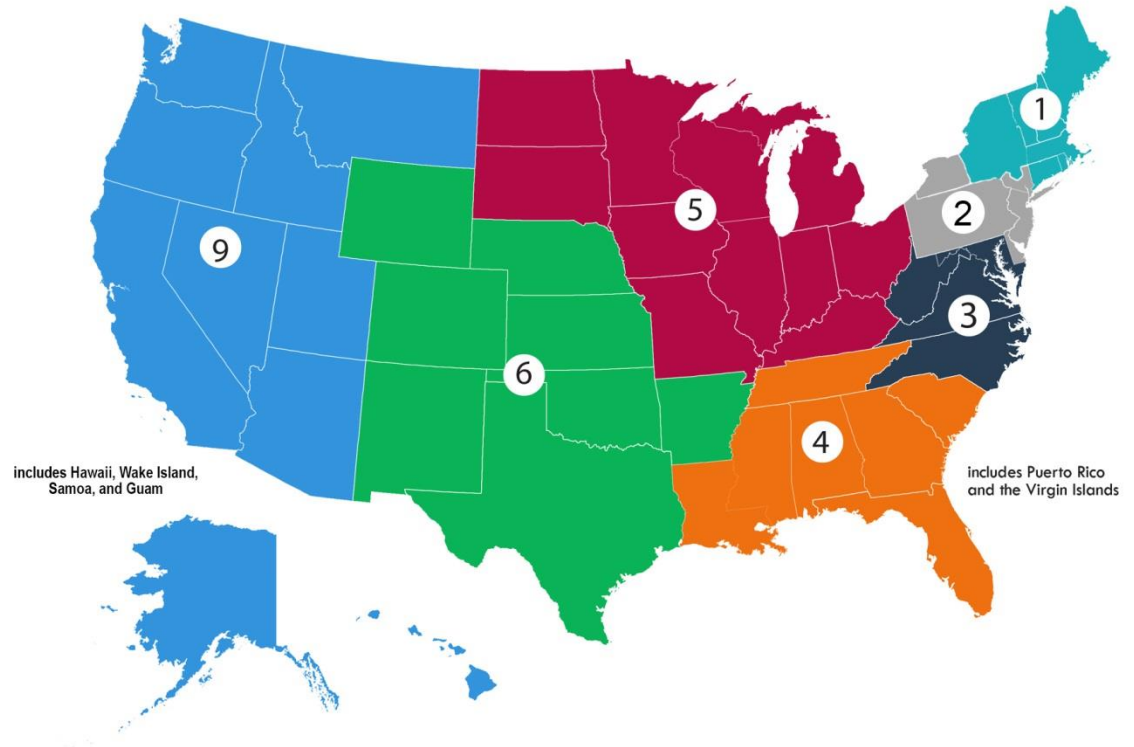 1
2
5
9
3
6
4
includes Hawaii, Wake Island,
Samoa, and Guam
includes Puerto Rico
and the Virgin Islands